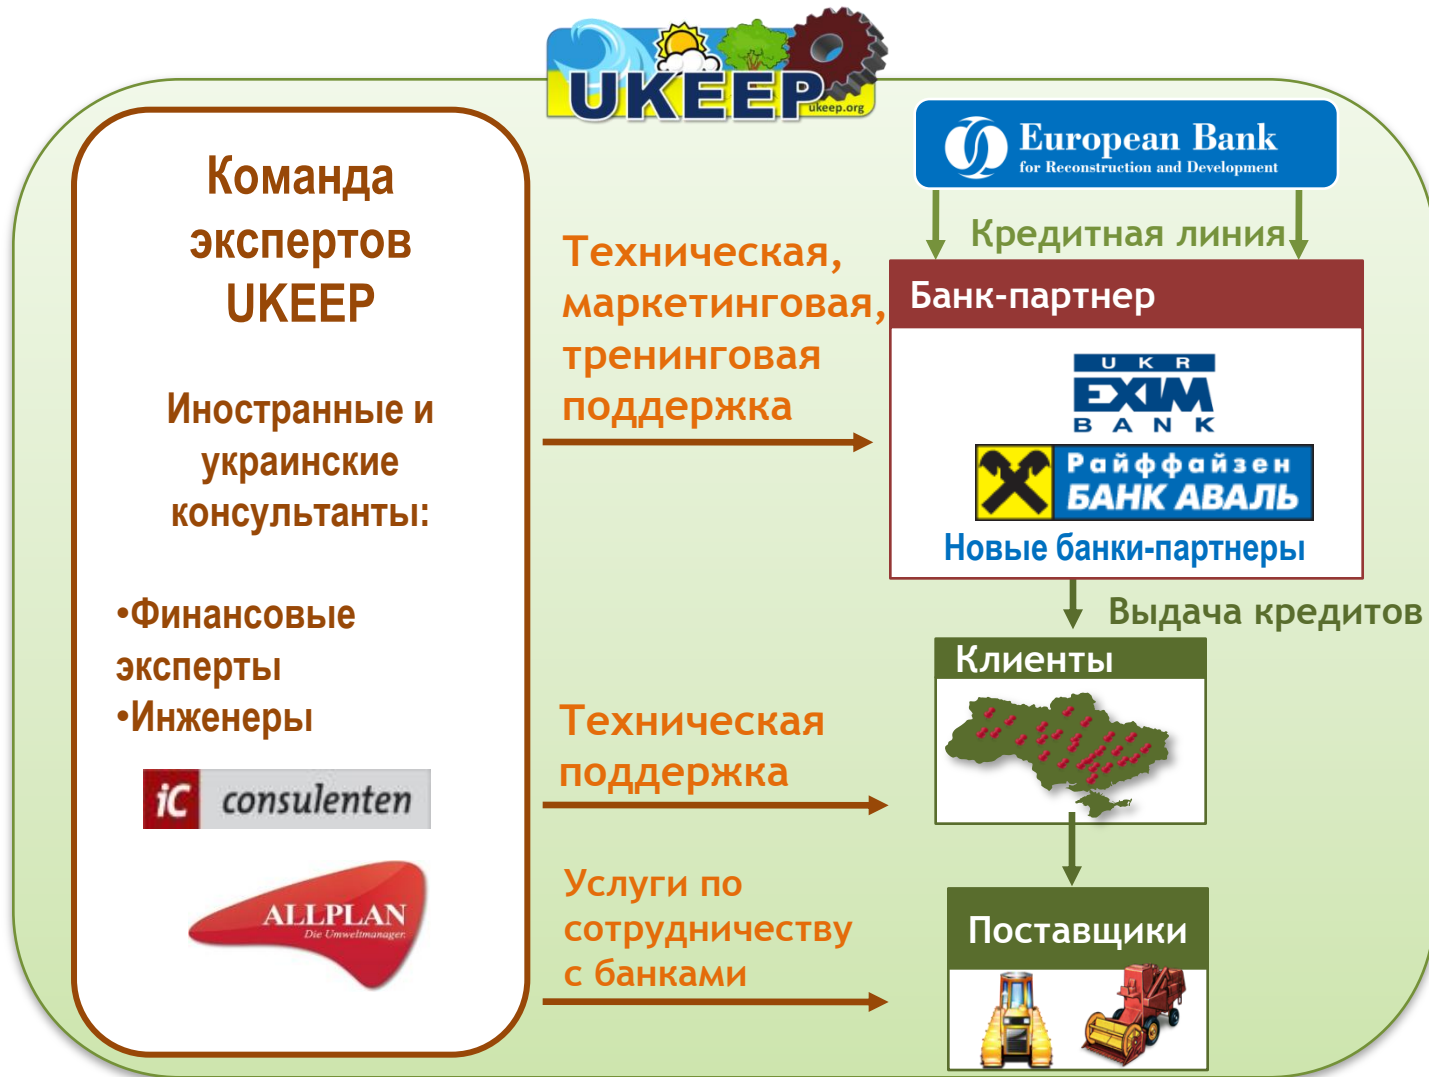 UKEEP
ukeep.org
Команда
экспертов
UKEEP
Иностранные и
украинские
консультанты:
•Финансовые
эксперты
•Инженеры
iC consulenten
ALLPLAN
Die Umweltmanager.
Техническая,
маркетинговая,
тренинговая
поддержка
Техническая
поддержка
Услуги по
сотрудничеству
с банками
European Bank
for Reconstruction and Development
Кредитная линия
Банк-партнер
UKR
EXIM
BANK
Райффайзен
БАНК АВАЛЬ
Новые банки-партнеры
Выдача кредитов
Клиенты
Поставщики